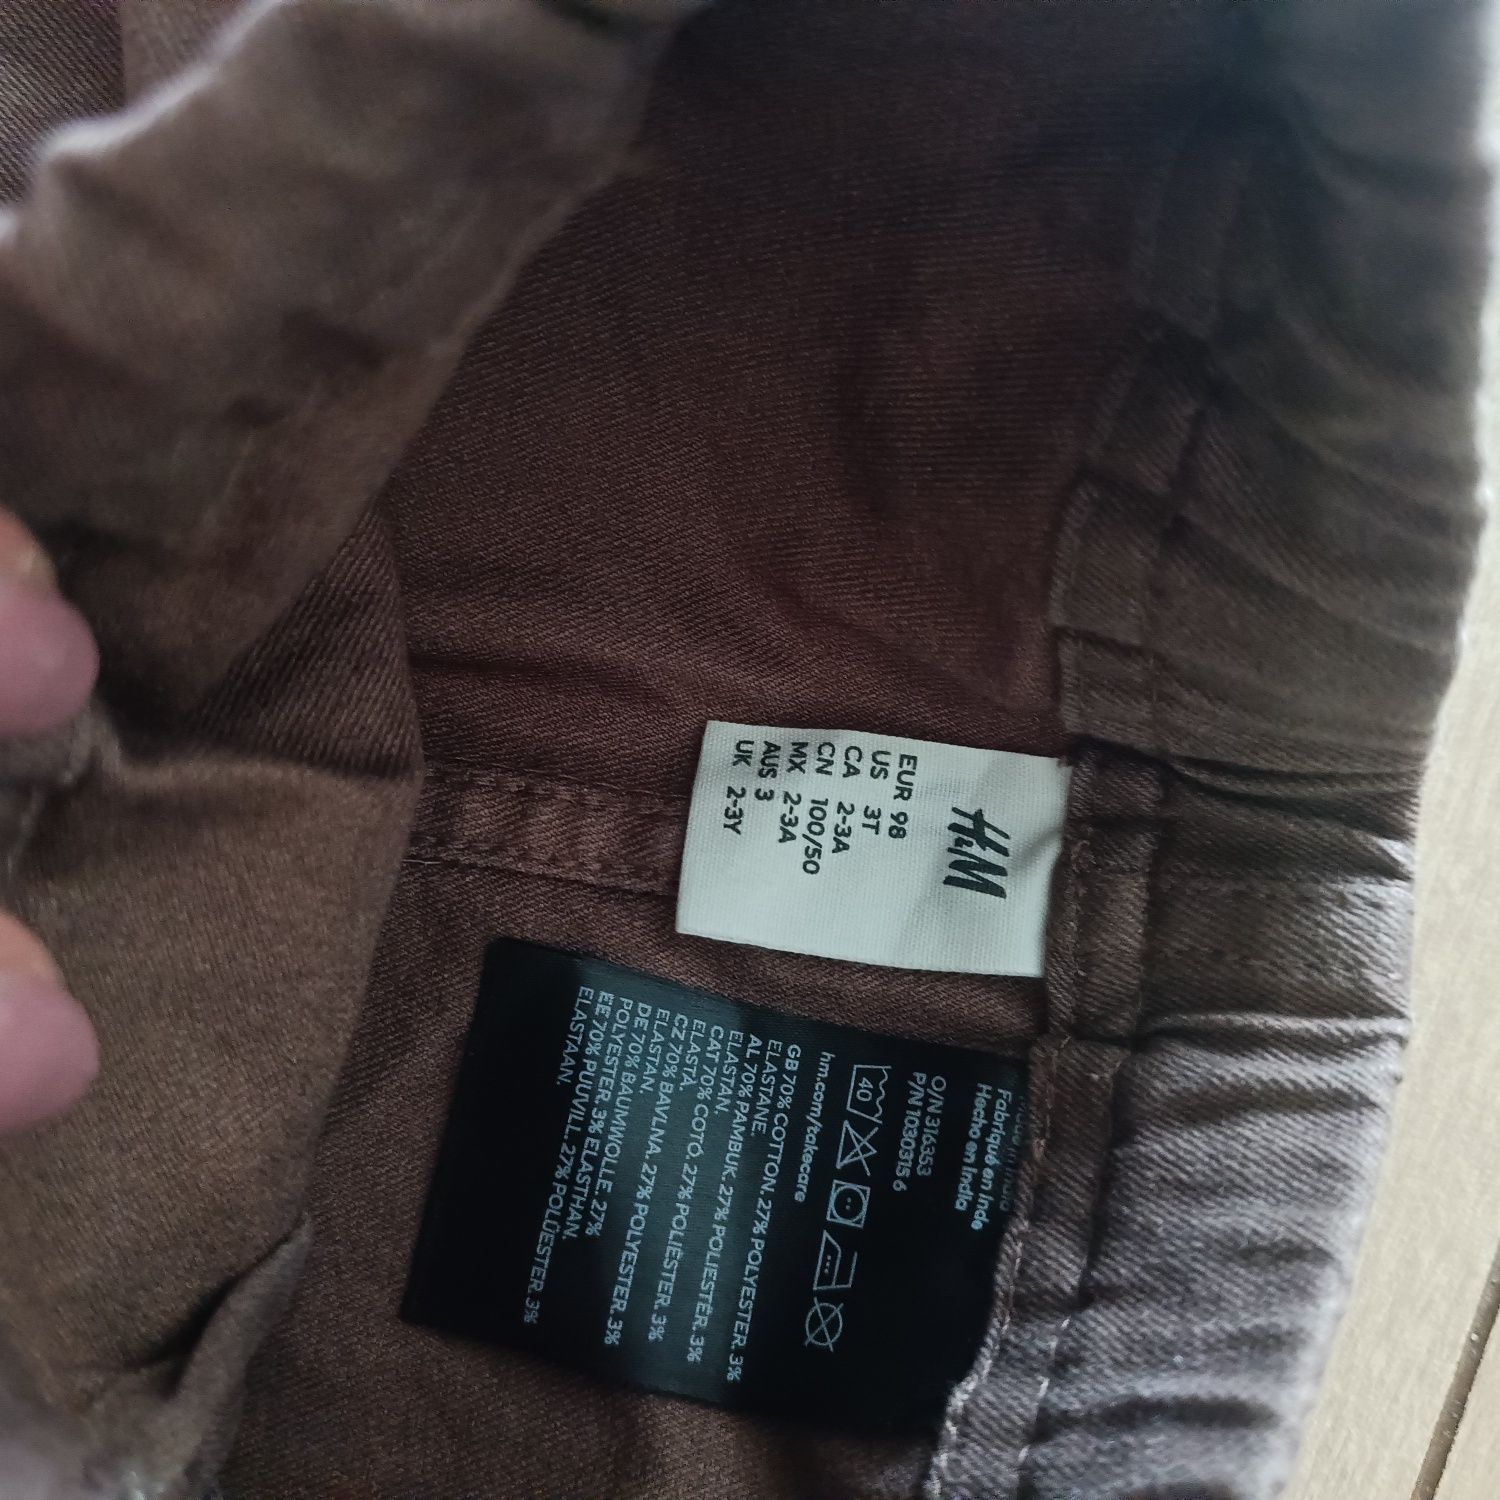 H&M
EUR 98
US 3T
CA 2-3A
CN 100/50
MX 2-3A
AUS 3
UK 2-3Y
Fabriqué en Inde
Hecho en India
O/N 316353
P/N 1030315 6
40
hm.com/takecare
GB 70% COTTON. 27% POLYESTER. 3%
ELASTANE.
AL 70% PAMBUK. 27% POLIESTER. 3%
ELASTAN.
CAT 70% COTÓ. 27% POLIÈSTER. 3%
ELASTÀ.
CZ 70% BAVLNA. 27% POLYESTER. 3%
ELASTAN.
DE 70% BAUMWOLLE. 27%
POLYESTER. 3% ELASTHAN.
EE 70% PUUVILL. 27% POLÜESTER. 3%
ELASTAAN.